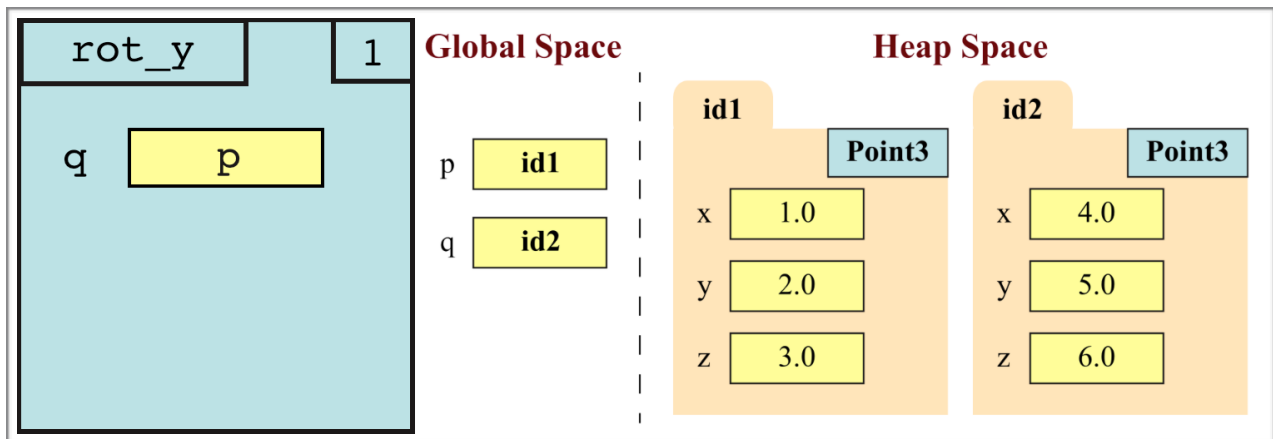 rot_y 1
q p
Global Space
p id1
q id2
Heap Space
id1
Point3
x 1.0
y 2.0
z 3.0
id2
Point3
x 4.0
y 5.0
z 6.0